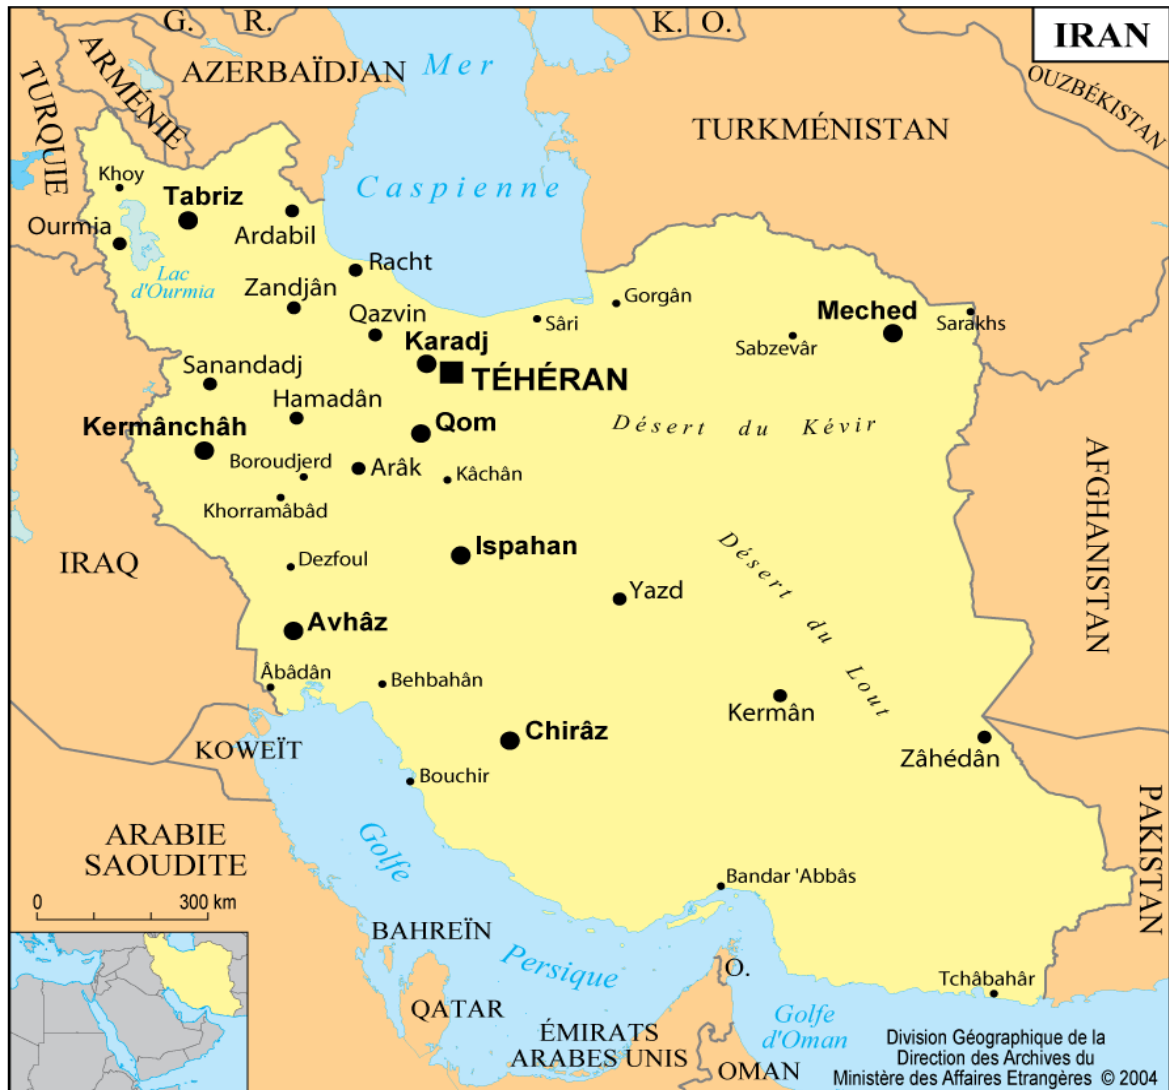 G.
R.
K.
O.
IRAN
ARMÉNIE
AZERBAÏDJAN
Mer
OUZBÉKISTAN
TURQUIE
TURKMÉNISTAN
Khoy
Tabriz
Caspienne
Ourmia
Ardabil
Lac
d'Ourmia
Racht
Zandjân
Gorgân
Qazvin
Sâri
Meched
Sarakhs
Karadj
Sabzevâr
Sanandadj
TÉHÉRAN
Hamadân
Kermânchâh
Qom
Désert du Kévir
Boroudjerd
Arâk
Kâchân
Khorramâbâd
AFGHANISTAN
IRAQ
Dezfoul
Ispahan
Désert du Lout
Yazd
Avhâz
Âbâdân
Behbahân
Kermân
KOWEÏT
Chirâz
Zâhédân
Bouchir
ARABIE
SAOUDITE
Golfe
PAKISTAN
Bandar 'Abbâs
0
300 km
BAHREÏN
Persique
O.
Tchâbahâr
QATAR
ÉMIRATS
ARABES UNIS
OMAN
Golfe
d'Oman
Division Géographique de la
Direction des Archives du
Ministère des Affaires Etrangères © 2004